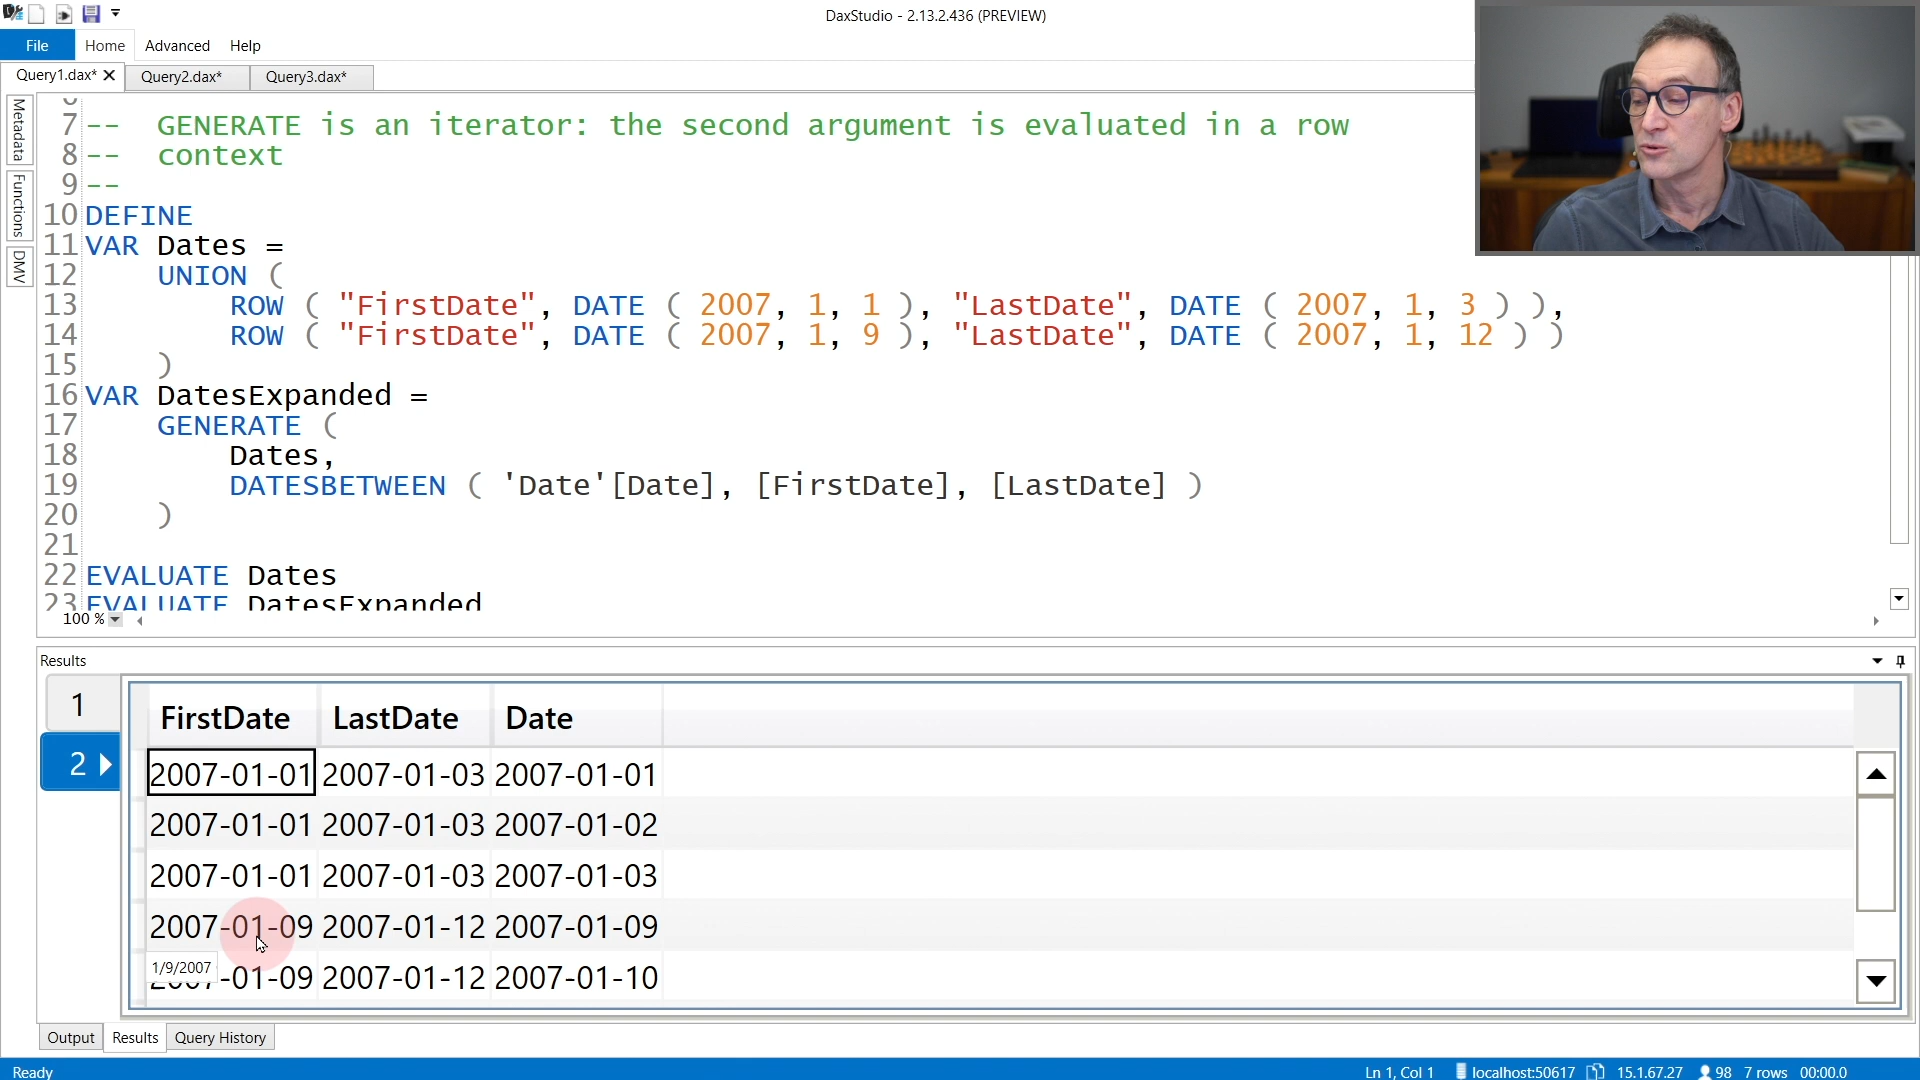 DaxStudio - 2.13.2.436 (PREVIEW)
File Home Advanced Help
Query1.dax* Query2.dax* Query3.dax*
Metadata
Functions
DMV
6
7 -- GENERATE is an iterator: the second argument is evaluated in a row
8 -- context
9 --
10 DEFINE
11 VAR Dates =
12 UNION (
13 ROW ( "FirstDate", DATE ( 2007, 1, 1 ), "LastDate", DATE ( 2007, 1, 3 ) ),
14 ROW ( "FirstDate", DATE ( 2007, 1, 9 ), "LastDate", DATE ( 2007, 1, 12 ) )
15 )
16 VAR DatesExpanded =
17 GENERATE (
18 Dates,
19 DATESBETWEEN ( 'Date'[Date], [FirstDate], [LastDate] )
20 )
21
22 EVALUATE Dates
23 EVALUATE DatesExpanded
100 %
Results
1
2
FirstDate LastDate Date
2007-01-01 2007-01-03 2007-01-01
2007-01-01 2007-01-03 2007-01-02
2007-01-01 2007-01-03 2007-01-03
2007-01-09 2007-01-12 2007-01-09
1/9/2007
2007-01-09 2007-01-12 2007-01-10
Output Results Query History
Ready Ln 1, Col 1 localhost:50617 15.1.67.27 98 7 rows 00:00.0